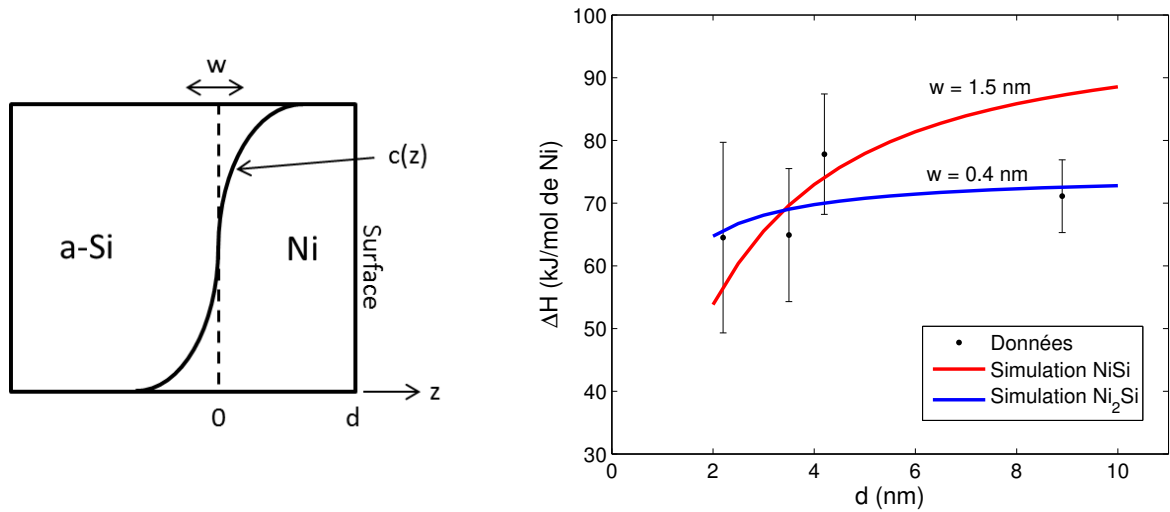 w
c(z)
a-Si
Ni
Surface
z
0
d
100
90
80
70
60
50
40
30
ΔH (kJ/mol de Ni)
w = 1.5 nm
w = 0.4 nm
Données
Simulation NiSi
Simulation Ni₂Si
0 2 4 6 8 10
d (nm)